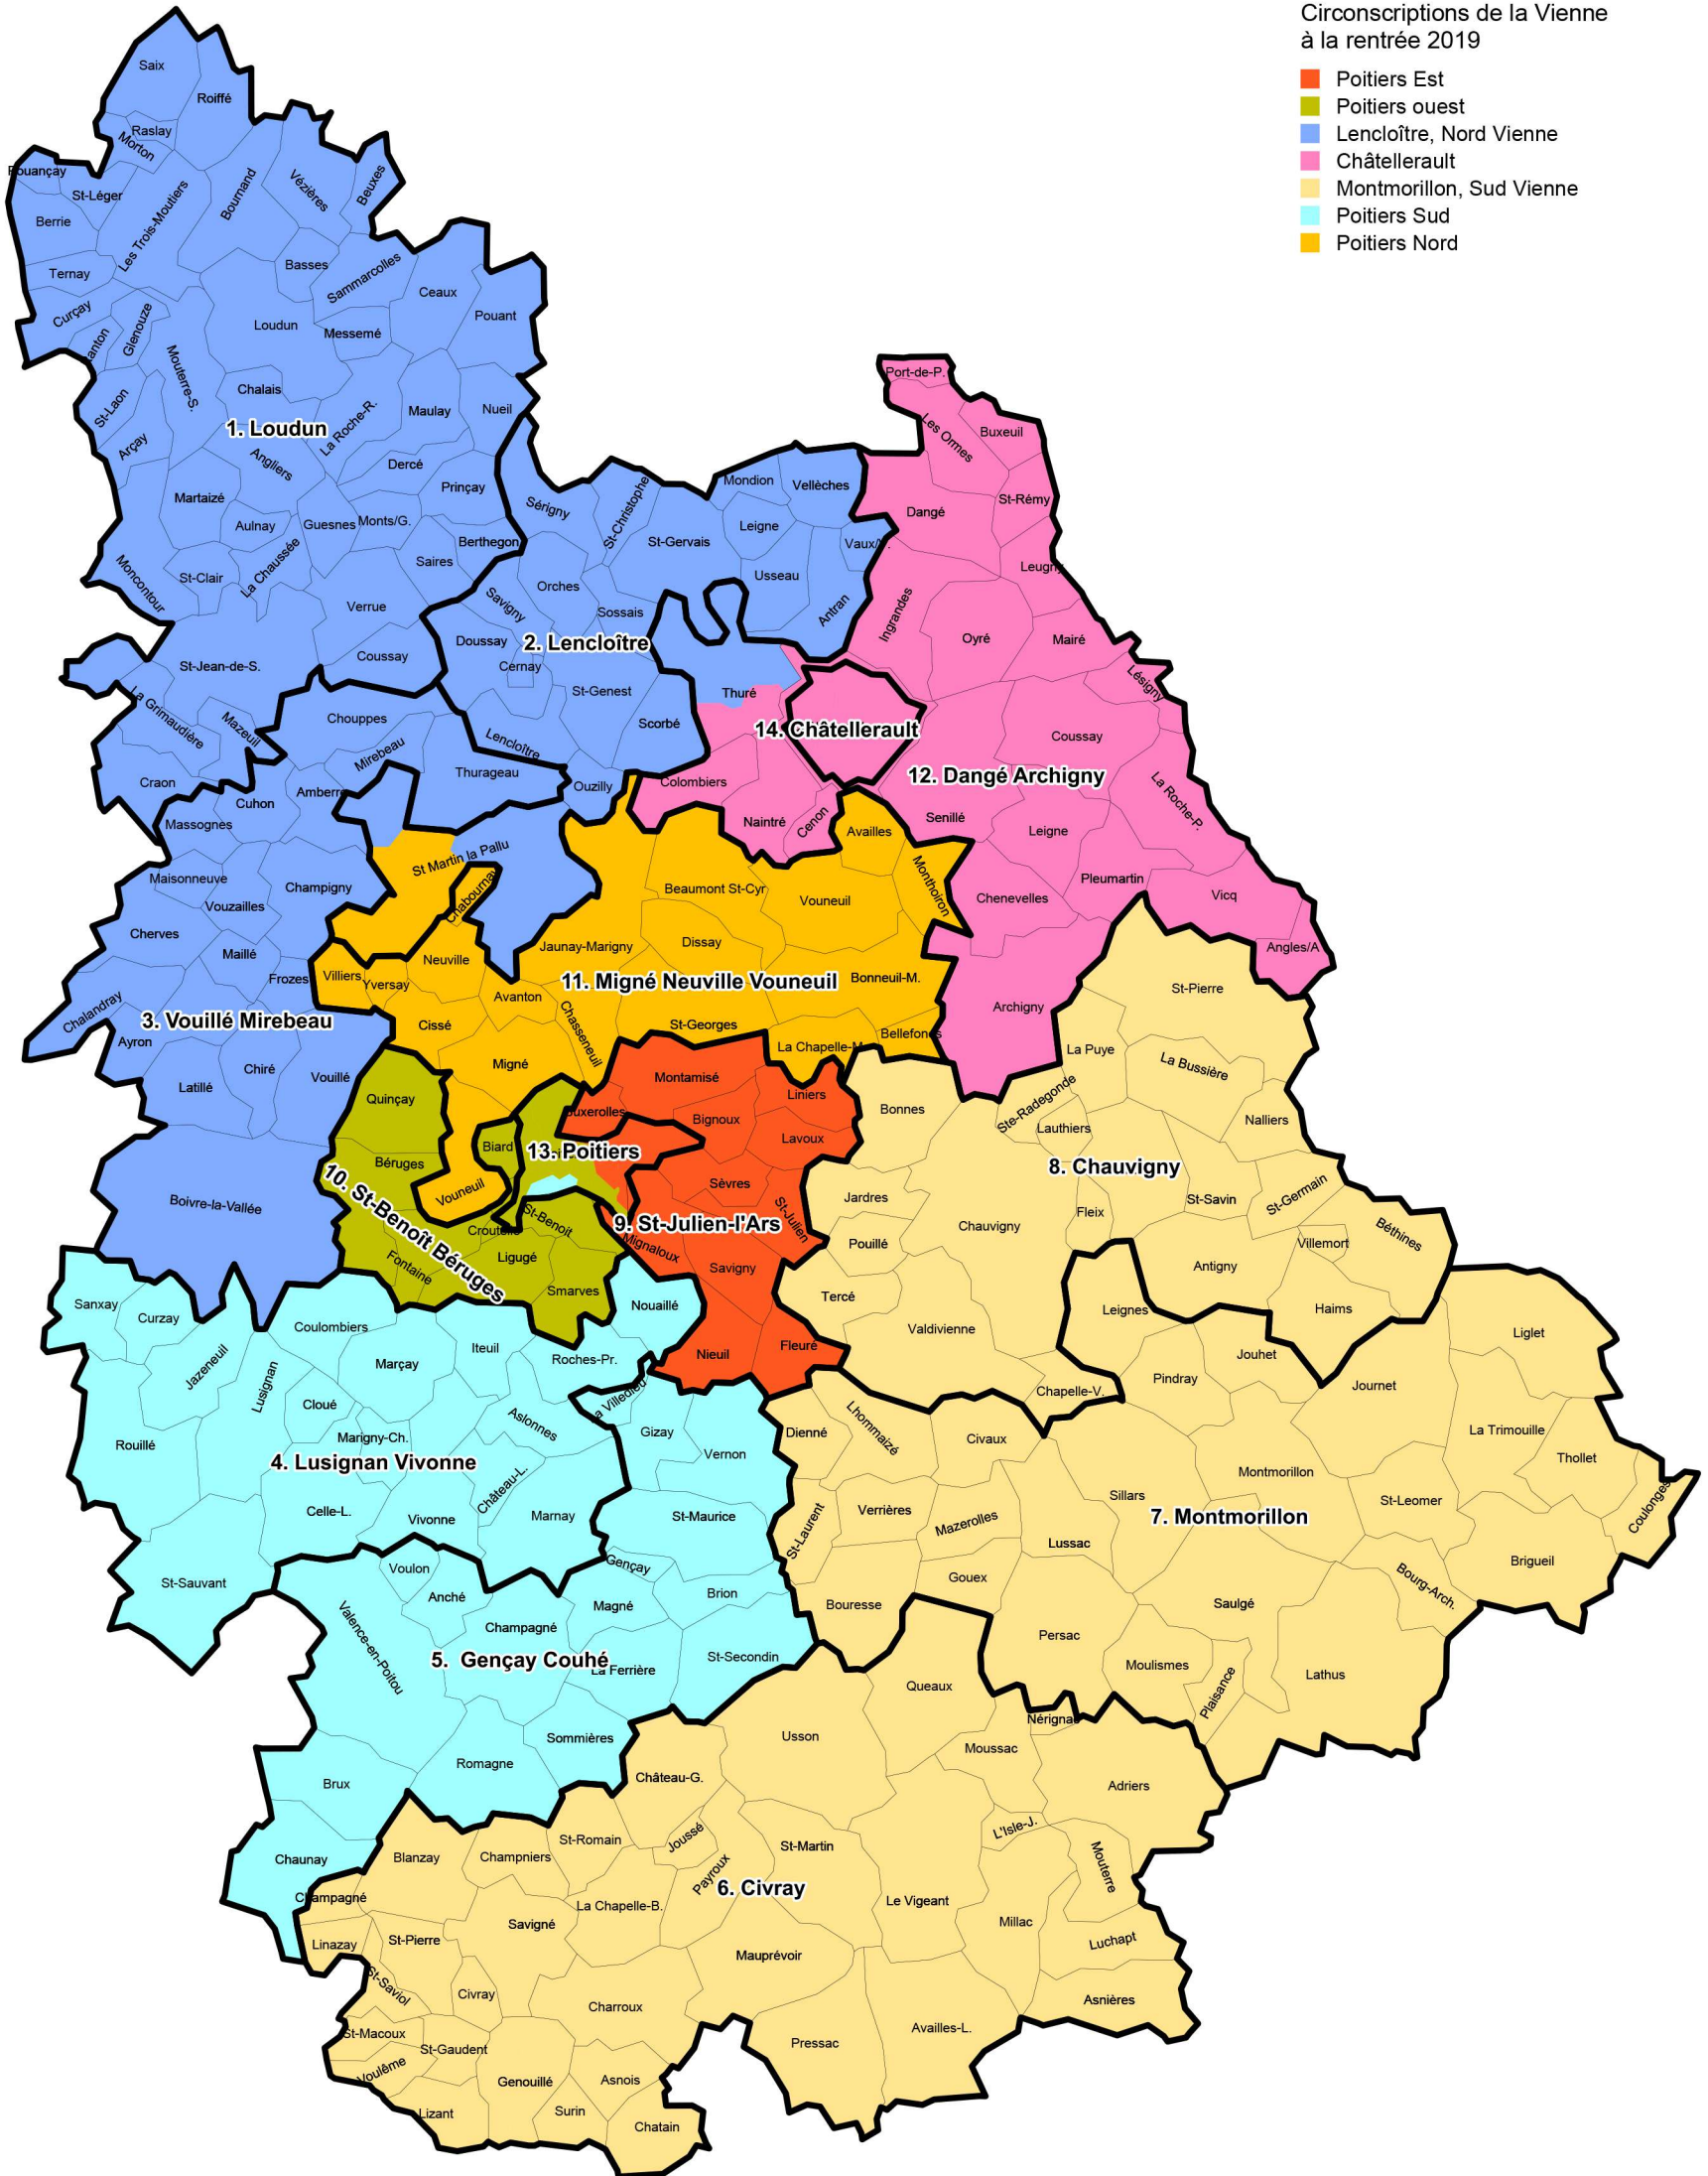 Circonscriptions de la Vienne
à la rentrée 2019
Poitiers Est
Poitiers ouest
Lencloître, Nord Vienne
Châtellerault
Montmorillon, Sud Vienne
Poitiers Sud
Poitiers Nord
Saix
Roiffé
Raslay
Morton
Pouançay
St-Léger
Berrie
Les Trois-Moutiers
Bournand
Vézières
Beuxes
Ternay
Basses
Sammarcolles
Ceaux
Pouant
Curçay
Glenouze
Loudun
Messemé
Mouterre-S.
St-Laon
Chalais
La Roche-R.
Maulay
Nueil
1. Loudun
Arçay
Angliers
Dercé
Prinçay
Martaizé
Aulnay
Guesnes
Monts/G.
Berthegon
Saires
Moncontour
St-Clair
La Chaussée
Verrue
Coussay
St-Jean-de-S.
La Grimaudière
Mazeuil
Craon
Sérigny
St-Christophe
St-Gervais
Mondion
Vellèches
Leigne
Usseau
Antran
Orches
Savigny
Sossais
Doussay
2. Lencloître
Cernay
St-Genest
Scorbé
Thuré
Lencloître
Ouzilly
Port-de-P.
Les Ormes
Buxeuil
St-Rémy
Dangé
Leugny
Ingrandes
Oyré
Mairé
Lésigny
14. Châtellerault
Coussay
12. Dangé Archigny
La Roche-P.
Colombiers
Naintré
Cenon
Senillé
Leigne
Pleumartin
Chenevelles
Vicq
Angles/A
Archigny
Chouppes
Mirebeau
Thurageau
Amberre
Cuhon
Massognes
Maisonneuve
Champigny
Vouzailles
Cherves
Maillé
Frozes
Chalandray
3. Vouillé Mirebeau
Ayron
Latillé
Chiré
Vouillé
Boivre-la-Vallée
St Martin la Pallu
Chabournay
Availles
Monthoiron
Beaumont St-Cyr
Vouneuil
Dissay
Jaunay-Marigny
Neuville
Villiers
Yversay
11. Migné Neuville Vouneuil
Bonneuil-M.
Avanton
Chasseneuil
Cissé
St-Georges
Bellefonds
La Chapelle-M.
Migné
Quinçay
Béruges
Biard
Vouneuil
13. Poitiers
10. St-Benoît Béruges
St-Benoit
Croutelle
Ligugé
Fontaine
Smarves
Montamisé
Buxerolles
Bignoux
Liniers
Lavoux
Sèvres
St-Julien
9. St-Julien-l'Ars
Mignaloux
Savigny
Nieuil
Fleuré
St-Pierre
La Puye
La Bussière
Ste-Radegonde
Bonnes
Lauthiers
Nalliers
8. Chauvigny
Jardres
Chauvigny
Fleix
St-Savin
St-Germain
Béthines
Pouillé
Villemort
Antigny
Tercé
Valdivienne
Haims
Chapelle-V.
Leignes
Liglet
Jouhet
Pindray
Journet
La Trimouille
Thollet
Coulonges
Montmorillon
St-Leomer
7. Montmorillon
Brigueil
Bourg-Arch.
Dienné
Lhommaizé
Civaux
Sillars
Verrières
Mazerolles
St-Laurent
Lussac
Gouex
Bouresse
Saulgé
Persac
Moulismes
Plaisance
Lathus
Sanxay
Curzay
Coulombiers
Nouaillé
Iteuil
Roches-Pr.
Jazeneuil
Lusignan
Marçay
La Villedieu
Cloué
Aslonnes
Rouillé
Marigny-Ch.
4. Lusignan Vivonne
Château-L.
Celle-L.
Vivonne
Marnay
St-Sauvant
Gizay
Vernon
St-Maurice
Gençay
Voulon
Anché
Magné
Brion
Champagné
Valence-en-Poitou
5. Gençay Couhé
La Ferrière
St-Secondin
Sommières
Romagne
Brux
Chaunay
Queaux
Usson
Nérignac
Moussac
Château-G.
Adriers
L'Isle-J.
St-Romain
Joussé
St-Martin
Blanzay
Champniers
Payroux
Mouterre
Champagné
6. Civray
Le Vigeant
La Chapelle-B.
Millac
Savigné
Luchapt
Linazay
St-Pierre
Mauprévoir
St-Saviol
Civray
Charroux
Asnières
St-Macoux
St-Gaudent
Pressac
Availles-L.
Voulême
Genouillé
Asnois
Lizant
Surin
Chatain